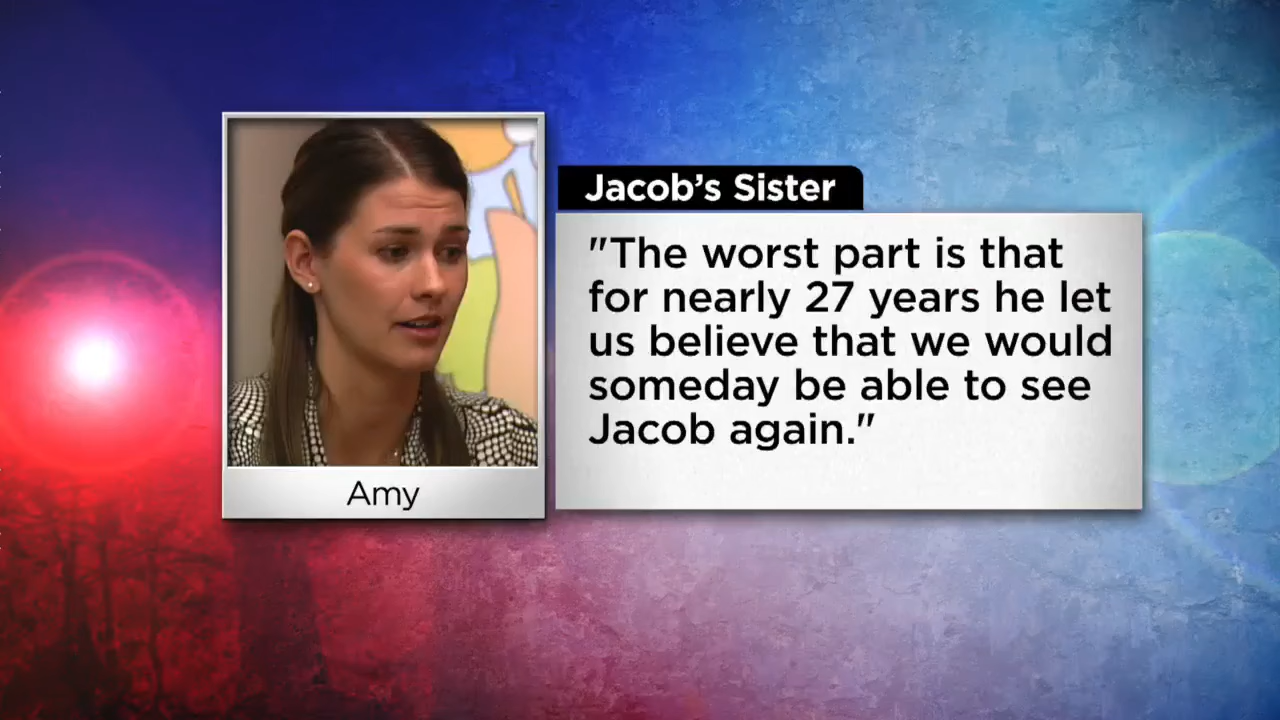 Jacob's Sister
"The worst part is that
for nearly 27 years he let
us believe that we would
someday be able to see
Jacob again."
Amy